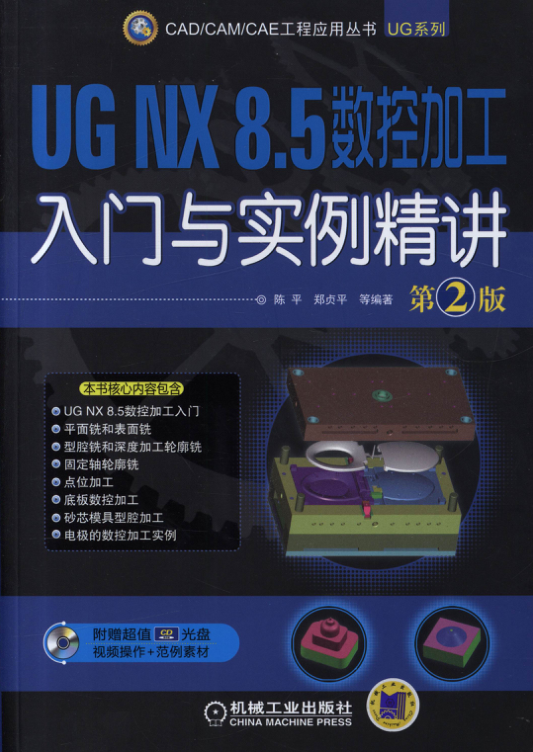 CAD/CAM/CAE工程应用丛书 UG系列
UG NX 8.5数控加工
入门与实例精讲
◎ 陈 平 郑贞平 等编著
第2版
本书核心内容包含
UG NX 8.5数控加工入门
平面铣和表面铣
型腔铣和深度加工轮廓铣
固定轴轮廓铣
点位加工
底板数控加工
砂芯模具型腔加工
电极的数控加工实例
附赠超值 CD 光盘
视频操作+范例素材
机械工业出版社
CHINA MACHINE PRESS